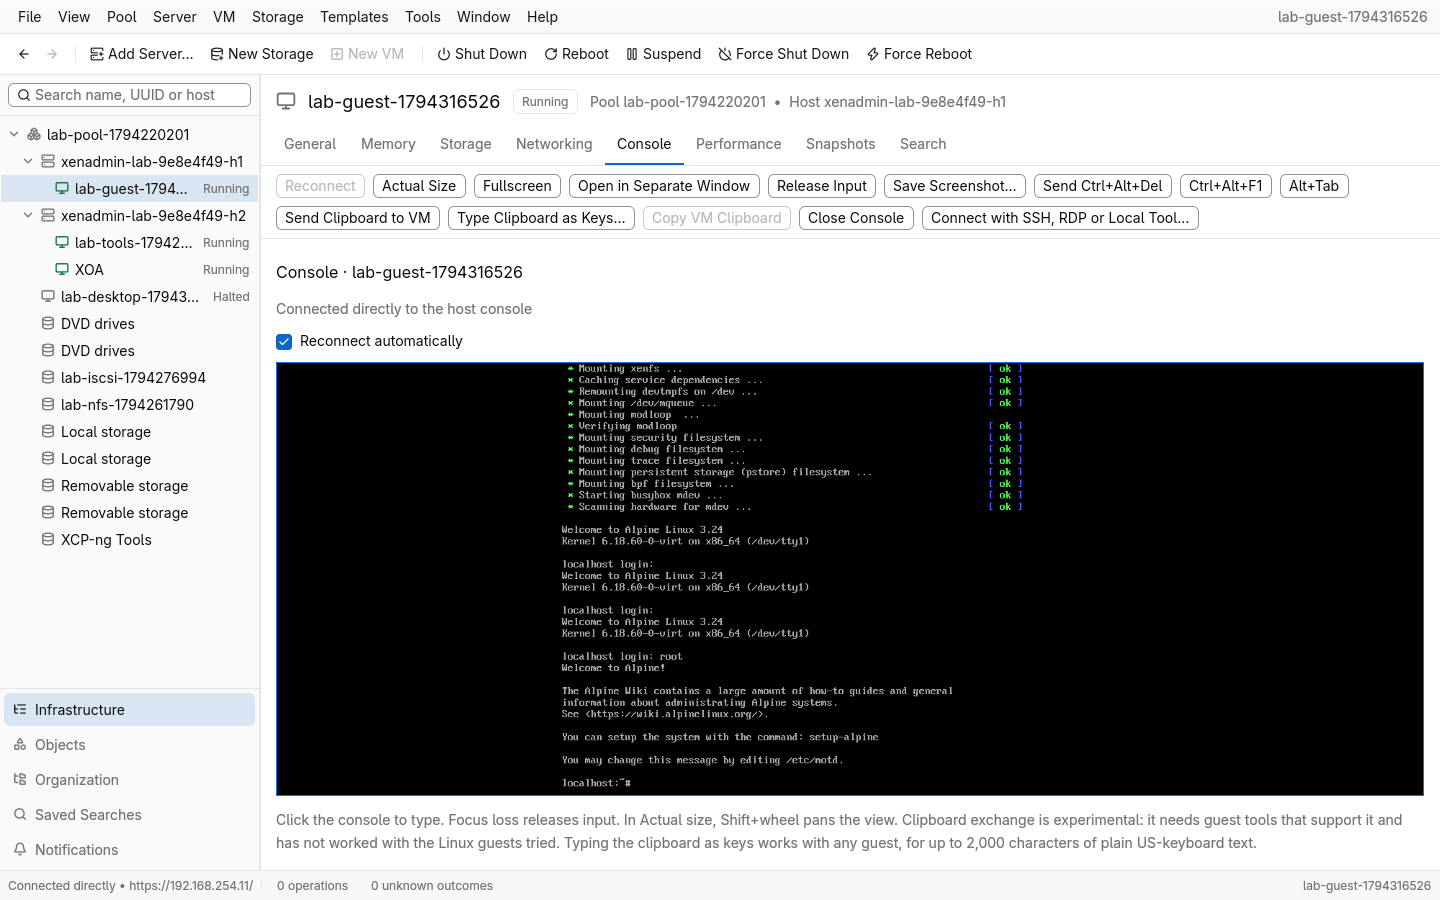 File View Pool Server VM Storage Templates Tools Window Help lab-guest-1794316526
Add Server... New Storage New VM Shut Down Reboot Suspend Force Shut Down Force Reboot
Search name, UUID or host
lab-pool-1794220201
xenadmin-lab-9e8e4f49-h1
lab-guest-1794... Running
xenadmin-lab-9e8e4f49-h2
lab-tools-17942... Running
XOA Running
lab-desktop-17943... Halted
DVD drives
DVD drives
lab-iscsi-1794276994
lab-nfs-1794261790
Local storage
Local storage
Removable storage
Removable storage
XCP-ng Tools
Infrastructure
Objects
Organization
Saved Searches
Notifications
lab-guest-1794316526 Running Pool lab-pool-1794220201 • Host xenadmin-lab-9e8e4f49-h1
General Memory Storage Networking Console Performance Snapshots Search
Reconnect Actual Size Fullscreen Open in Separate Window Release Input Save Screenshot... Send Ctrl+Alt+Del Ctrl+Alt+F1 Alt+Tab
Send Clipboard to VM Type Clipboard as Keys... Copy VM Clipboard Close Console Connect with SSH, RDP or Local Tool...
Console · lab-guest-1794316526
Connected directly to the host console
Reconnect automatically
* Mounting xenfs ... [ ok ]
* Caching service dependencies ... [ ok ]
* Remounting devtmpfs on /dev ... [ ok ]
* Mounting /dev/mqueue ... [ ok ]
* Mounting modloop ...
* Verifying modloop [ ok ]
* Mounting security filesystem ... [ ok ]
* Mounting debug filesystem ... [ ok ]
* Mounting trace filesystem ... [ ok ]
* Mounting persistent storage (pstore) filesystem ... [ ok ]
* Mounting bpf filesystem ... [ ok ]
* Starting busybox mdev ... [ ok ]
* Scanning hardware for mdev ... [ ok ]
Welcome to Alpine Linux 3.24
Kernel 6.18.60-0-virt on x86_64 (/dev/tty1)
localhost login:
Welcome to Alpine Linux 3.24
Kernel 6.18.60-0-virt on x86_64 (/dev/tty1)
localhost login:
Welcome to Alpine Linux 3.24
Kernel 6.18.60-0-virt on x86_64 (/dev/tty1)
localhost login: root
Welcome to Alpine!
The Alpine Wiki contains a large amount of how-to guides and general
information about administrating Alpine systems.
See <https://wiki.alpinelinux.org/>.
You can setup the system with the command: setup-alpine
You may change this message by editing /etc/motd.
localhost:~#
Click the console to type. Focus loss releases input. In Actual size, Shift+wheel pans the view. Clipboard exchange is experimental: it needs guest tools that support it and
has not worked with the Linux guests tried. Typing the clipboard as keys works with any guest, for up to 2,000 characters of plain US-keyboard text.
Connected directly • https://192.168.254.11/ 0 operations 0 unknown outcomes lab-guest-1794316526